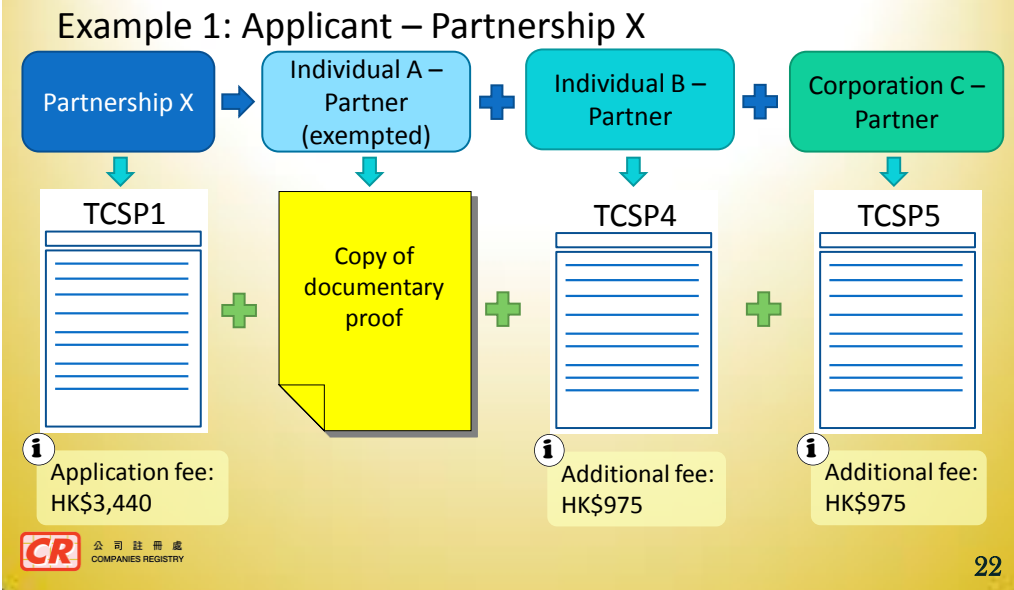 Example 1: Applicant – Partnership X
Partnership X
Individual A –
Partner
(exempted)
Individual B –
Partner
Corporation C –
Partner
TCSP1
Copy of
documentary
proof
TCSP4
TCSP5
i
Application fee:
HK$3,440
i
Additional fee:
HK$975
i
Additional fee:
HK$975
CR
公司註冊處
COMPANIES REGISTRY
22